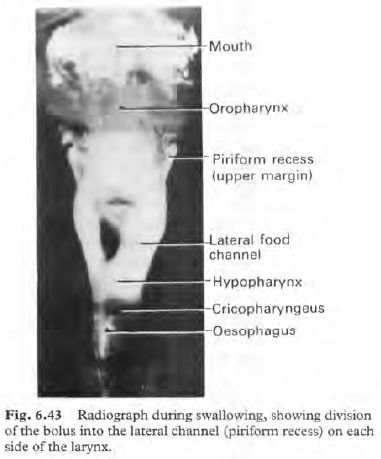 Mouth
Oropharynx
Piriform recess
(upper margin)
Lateral food
channel
Hypopharynx
Cricopharyngeus
Oesophagus
Fig. 6.43 Radiograph during swallowing, showing division
of the bolus into the lateral channel (piriform recess) on each
side of the larynx.